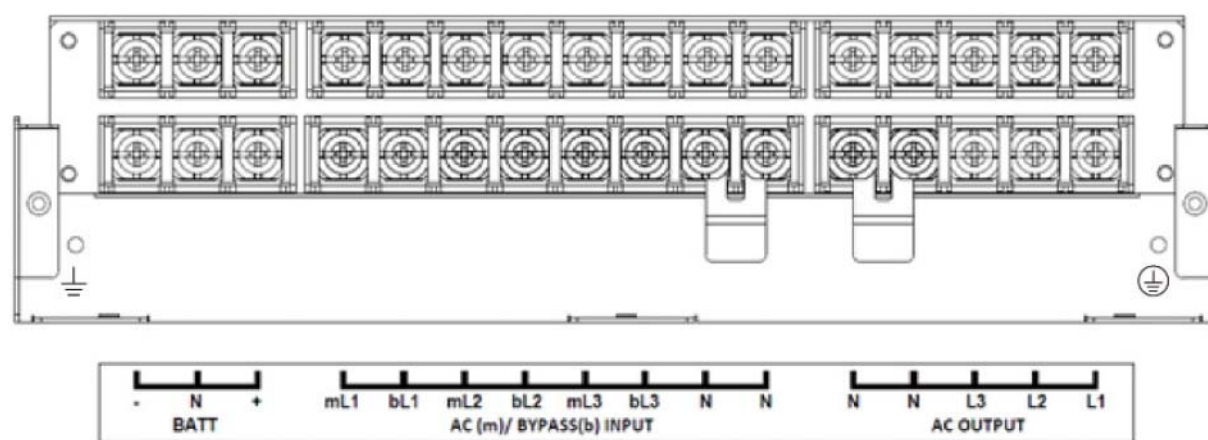 - N + mL1 bL1 mL2 bL2 mL3 bL3 N N N N L3 L2 L1
BATT AC (m)/ BYPASS(b) INPUT AC OUTPUT